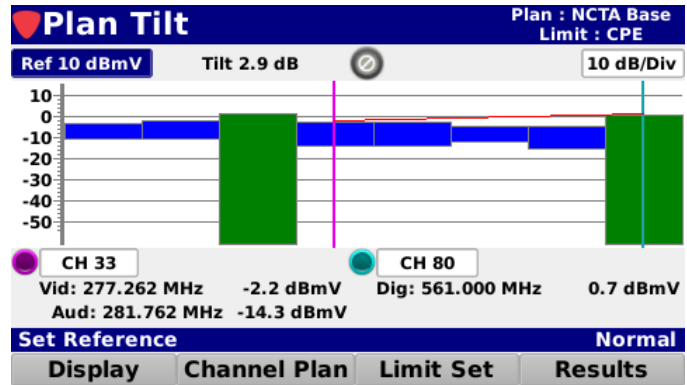 Plan Tilt
Plan : NCTA Base
Limit : CPE
Ref 10 dBmV Tilt 2.9 dB 10 dB/Div
10
0
-10
-20
-30
-40
-50
CH 33 CH 80
Vid: 277.262 MHz -2.2 dBmV Dig: 561.000 MHz 0.7 dBmV
Aud: 281.762 MHz -14.3 dBmV
Set Reference Normal
Display Channel Plan Limit Set Results